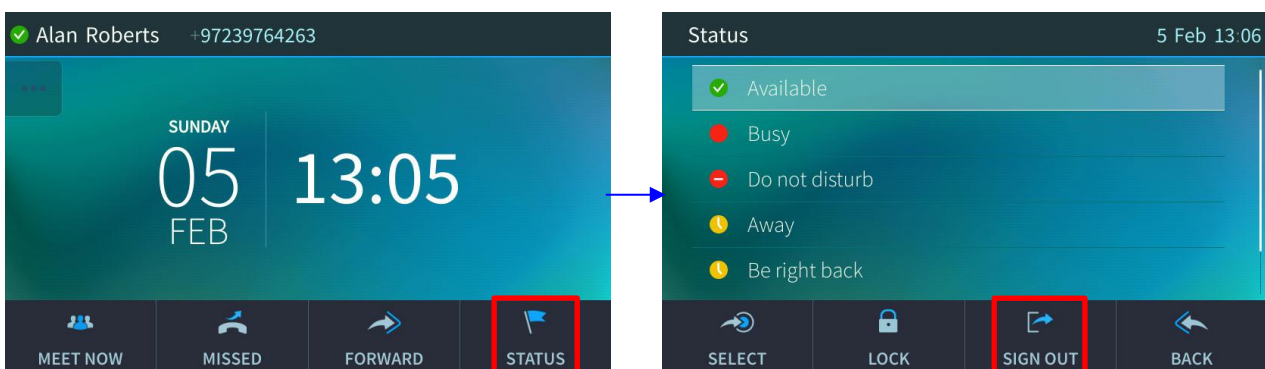 Alan Roberts +97239764263
SUNDAY
05
FEB
13:05
MEET NOW MISSED FORWARD STATUS
Status 5 Feb 13:06
Available
Busy
Do not disturb
Away
Be right back
SELECT LOCK SIGN OUT BACK